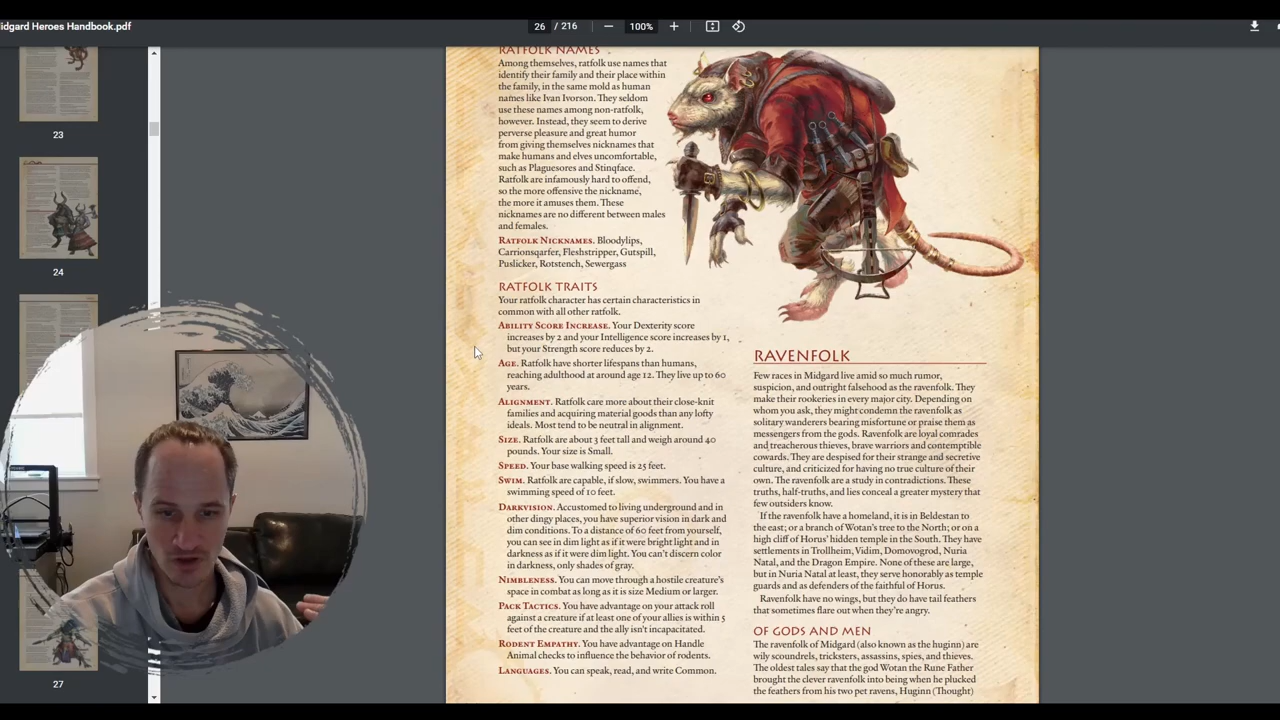 idgard Heroes Handbook.pdf
26 / 216
100%
23
24
27
RATFOLK NAMES
Among themselves, ratfolk use names that
identify their family and their place within
the family, in the same mold as human
names like Ivan Ivorson. They seldom
use these names among non-ratfolk,
however. Instead, they seem to derive
perverse pleasure and great humor
from giving themselves nicknames that
make humans and elves uncomfortable,
such as Plaguesores and Stinqface.
Ratfolk are infamously hard to offend,
so the more offensive the nickname,
the more it amuses them. These
nicknames are no different between males
and females.
Ratfolk Nicknames. Bloodylips,
Carrionsqarfer, Fleshstripper, Gutspill,
Puslicker, Rotstench, Sewergass
RATFOLK TRAITS
Your ratfolk character has certain characteristics in
common with all other ratfolk.
Ability Score Increase. Your Dexterity score
increases by 2 and your Intelligence score increases by 1,
but your Strength score reduces by 2.
Age. Ratfolk have shorter lifespans than humans,
reaching adulthood at around age 12. They live up to 60
years.
Alignment. Ratfolk care more about their close-knit
families and acquiring material goods than any lofty
ideals. Most tend to be neutral in alignment.
Size. Ratfolk are about 3 feet tall and weigh around 40
pounds. Your size is Small.
Speed. Your base walking speed is 25 feet.
Swim. Ratfolk are capable, if slow, swimmers. You have a
swimming speed of 10 feet.
Darkvision. Accustomed to living underground and in
other dingy places, you have superior vision in dark and
dim conditions. To a distance of 60 feet from yourself,
you can see in dim light as if it were bright light and in
darkness as if it were dim light. You can't discern color
in darkness, only shades of gray.
Nimbleness. You can move through a hostile creature's
space in combat as long as it is size Medium or larger.
Pack Tactics. You have advantage on your attack roll
against a creature if at least one of your allies is within 5
feet of the creature and the ally isn't incapacitated.
Rodent Empathy. You have advantage on Handle
Animal checks to influence the behavior of rodents.
Languages. You can speak, read, and write Common.
RAVENFOLK
Few races in Midgard live amid so much rumor,
suspicion, and outright falsehood as the ravenfolk. They
make their rookeries in every major city. Depending on
whom you ask, they might condemn the ravenfolk as
solitary wanderers bearing misfortune or praise them as
messengers from the gods. Ravenfolk are loyal comrades
and treacherous thieves, brave warriors and contemptible
cowards. They are despised for their strange and secretive
culture, and criticized for having no true culture of their
own. The ravenfolk are a study in contradictions. These
truths, half-truths, and lies conceal a greater mystery that
few outsiders know.
If the ravenfolk have a homeland, it is in Beldestan to
the east; or a branch of Wotan's tree to the North; or on a
high cliff of Horus' hidden temple in the South. They have
settlements in Trollheim, Vidim, Domovogrod, Nuria
Natal, and the Dragon Empire. None of these are large,
but in Nuria Natal at least, they serve honorably as temple
guards and as defenders of the faithful of Horus.
Ravenfolk have no wings, but they do have tail feathers
that sometimes flare out when they're angry.
OF GODS AND MEN
The ravenfolk of Midgard (also known as the huginn) are
wily scoundrels, tricksters, assassins, spies, and thieves.
The oldest tales say that the god Wotan the Rune Father
brought the clever ravenfolk into being when he plucked
the feathers from his two pet ravens, Huginn (Thought)